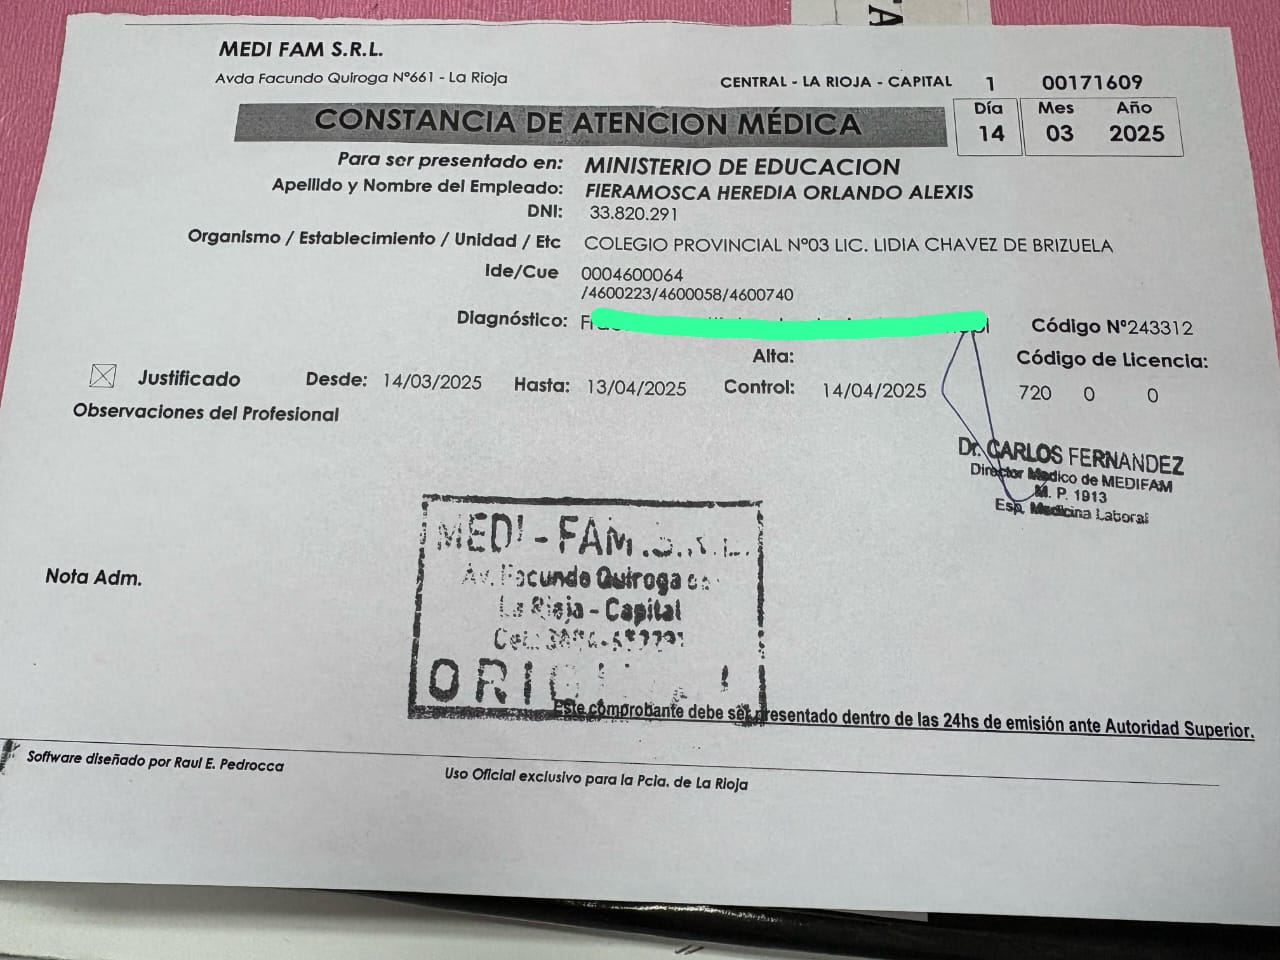 MEDI FAM S.R.L.
Avda Facundo Quiroga Nº661 - La Rioja
CENTRAL - LA RIOJA - CAPITAL 1 00171609
CONSTANCIA DE ATENCION MÉDICA
Día Mes Año
14 03 2025
Para ser presentado en: MINISTERIO DE EDUCACION
Apellido y Nombre del Empleado: FIERAMOSCA HEREDIA ORLANDO ALEXIS
DNI: 33.820.291
Organismo / Establecimiento / Unidad / Etc COLEGIO PROVINCIAL Nº03 LIC. LIDIA CHAVEZ DE BRIZUELA
Ide/Cue 0004600064
/4600223/4600058/4600740
Diagnóstico:
Código Nº243312
Alta:
Código de Licencia:
Justificado Desde: 14/03/2025 Hasta: 13/04/2025 Control: 14/04/2025 720 0 0
Observaciones del Profesional
Dr. CARLOS FERNANDEZ
Director Medico de MEDIFAM
M. P. 1913
Esp. Medicina Laboral
MEDI-FAM.S.R.L.
Av. Facundo Quiroga
La Rioja - Capital
Nota Adm.
Este comprobante debe ser presentado dentro de las 24hs de emisión ante Autoridad Superior.
Software diseñado por Raul E. Pedrocca
Uso Oficial exclusivo para la Pcia. de La Rioja